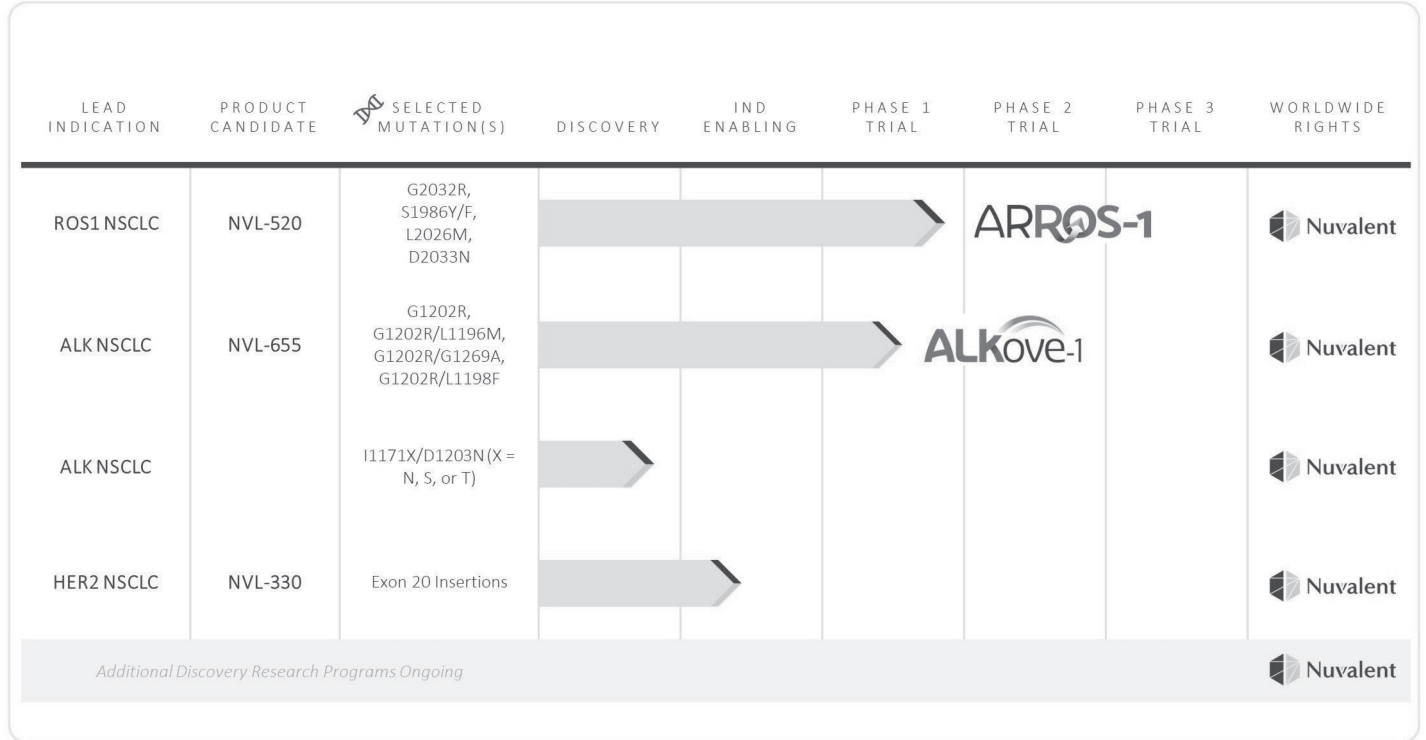 LEAD INDICATION
PRODUCT CANDIDATE
SELECTED MUTATION(S)
DISCOVERY
IND ENABLING
PHASE 1 TRIAL
PHASE 2 TRIAL
PHASE 3 TRIAL
WORLDWIDE RIGHTS
ROS1 NSCLC
NVL-520
G2032R,
S1986Y/F,
L2026M,
D2033N
ARROS-1
Nuvalent
ALK NSCLC
NVL-655
G1202R,
G1202R/L1196M,
G1202R/G1269A,
G1202R/L1198F
ALKOVE-1
Nuvalent
ALK NSCLC
I1171X/D1203N (X =
N, S, or T)
Nuvalent
HER2 NSCLC
NVL-330
Exon 20 Insertions
Nuvalent
Additional Discovery Research Programs Ongoing
Nuvalent